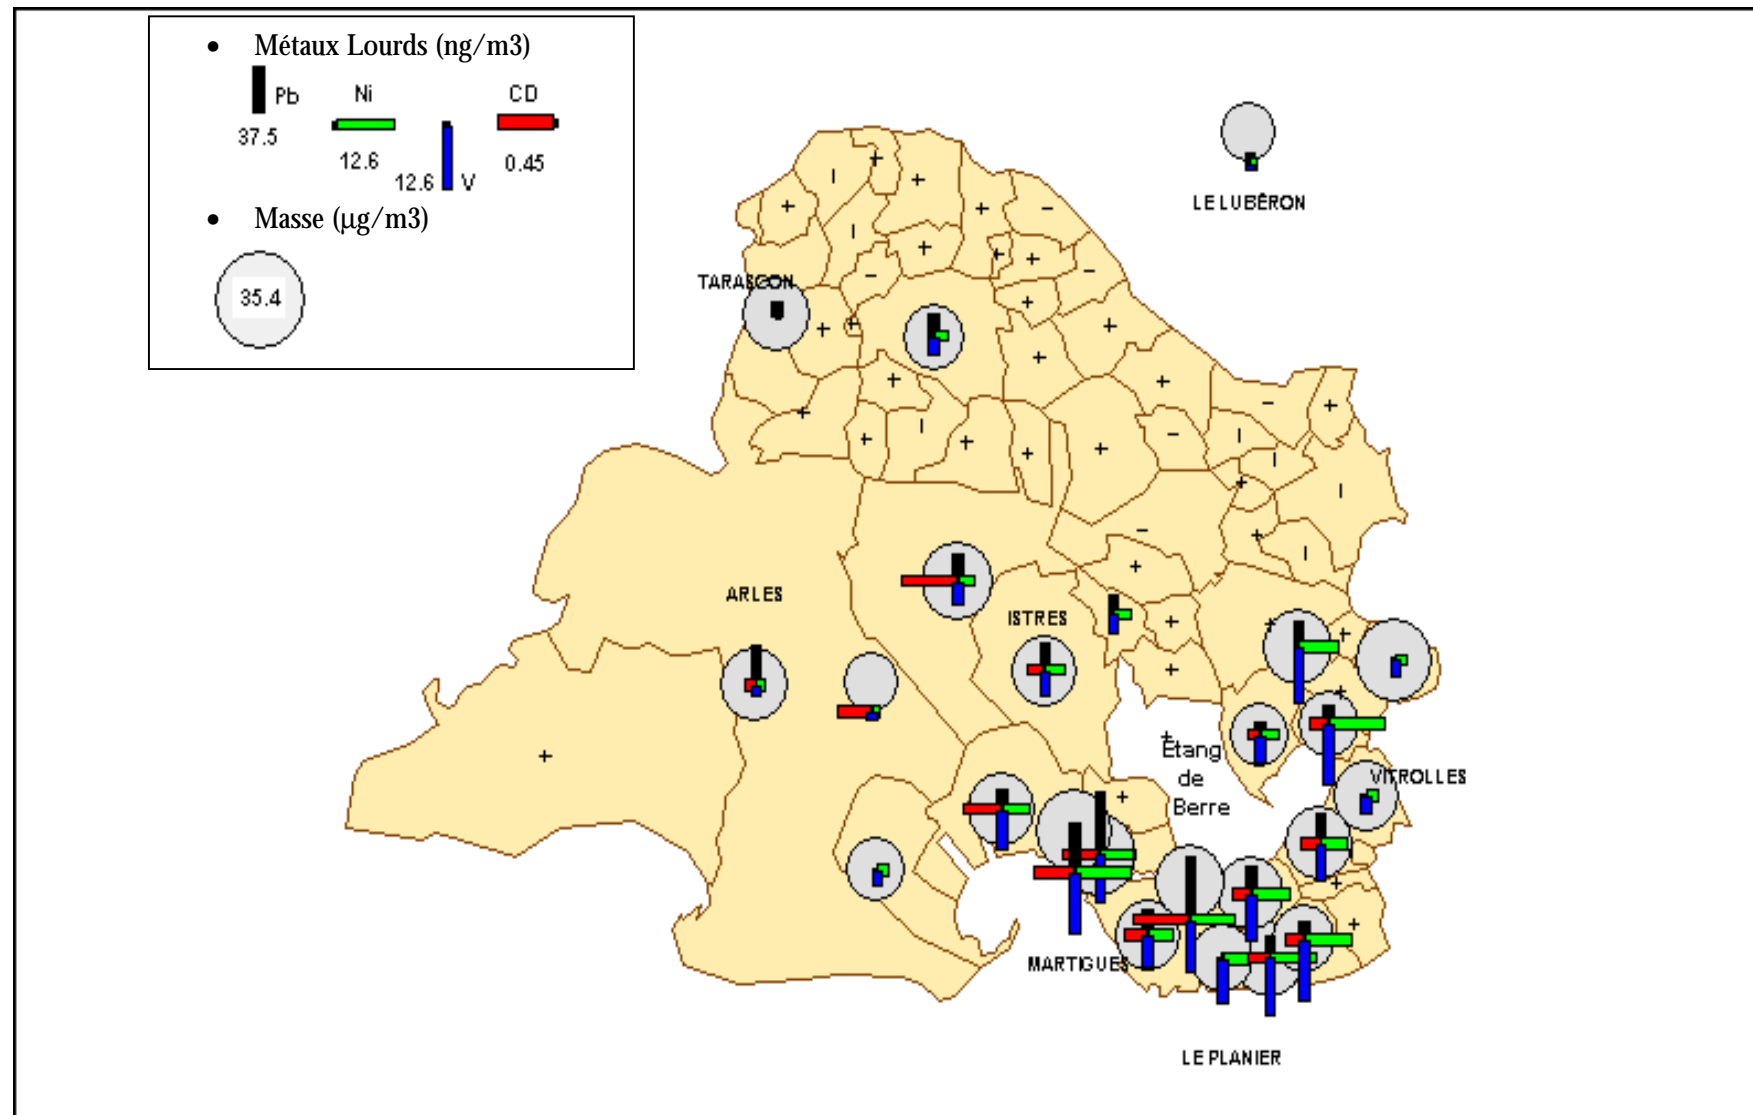 • Métaux Lourds (ng/m3)
Pb Ni CD
37.5 12.6 12.6 V 0.45
• Masse (µg/m3)
35.4
LE LUBÉRON
TARASCON
ARLES
ISTRES
Etang
de
Berre
VITROLLES
MARTIGUES
LE PLANIER